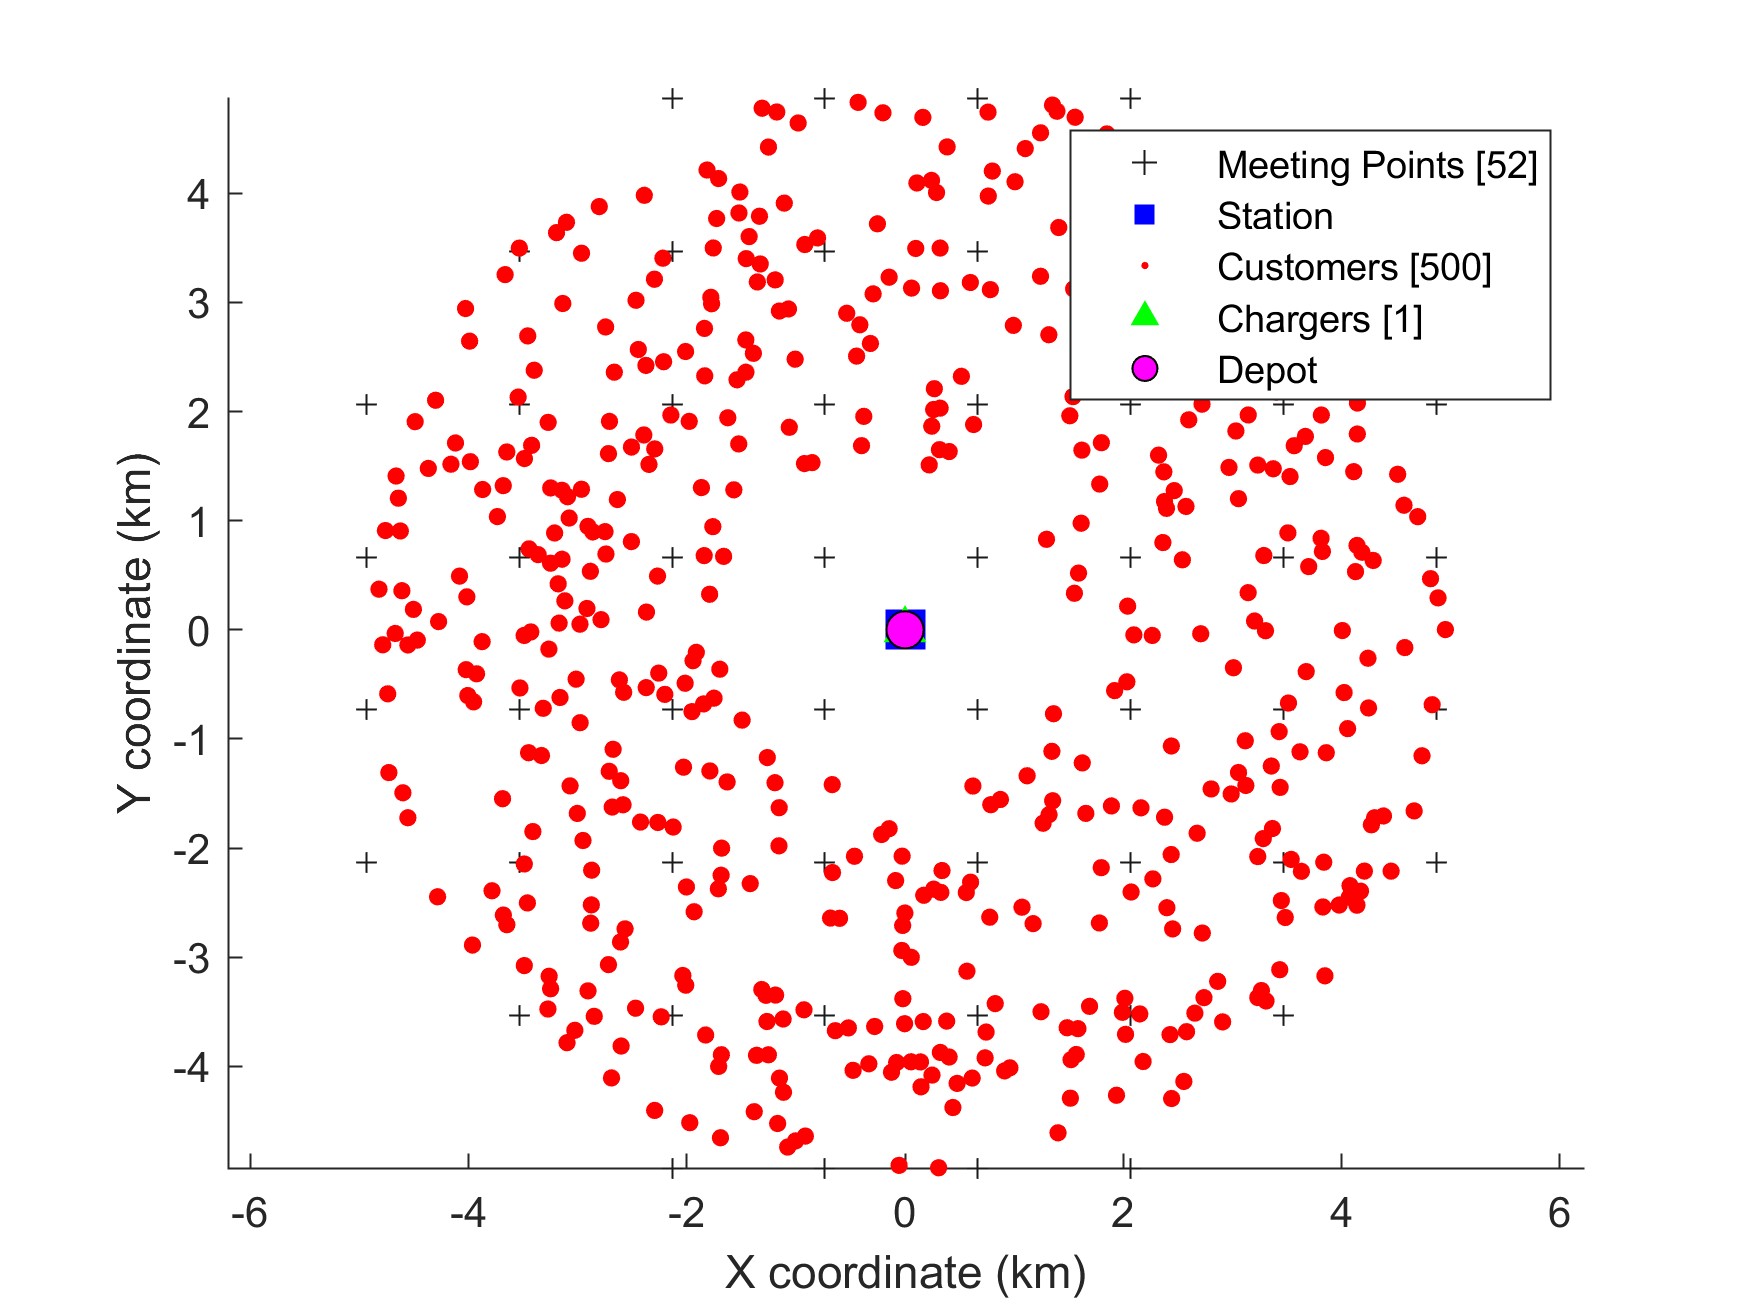 Meeting Points [52]
Station
Customers [500]
Chargers [1]
Depot
4
3
2
1
0
-1
-2
-3
-4
Y coordinate (km)
-6 -4 -2 0 2 4 6
X coordinate (km)